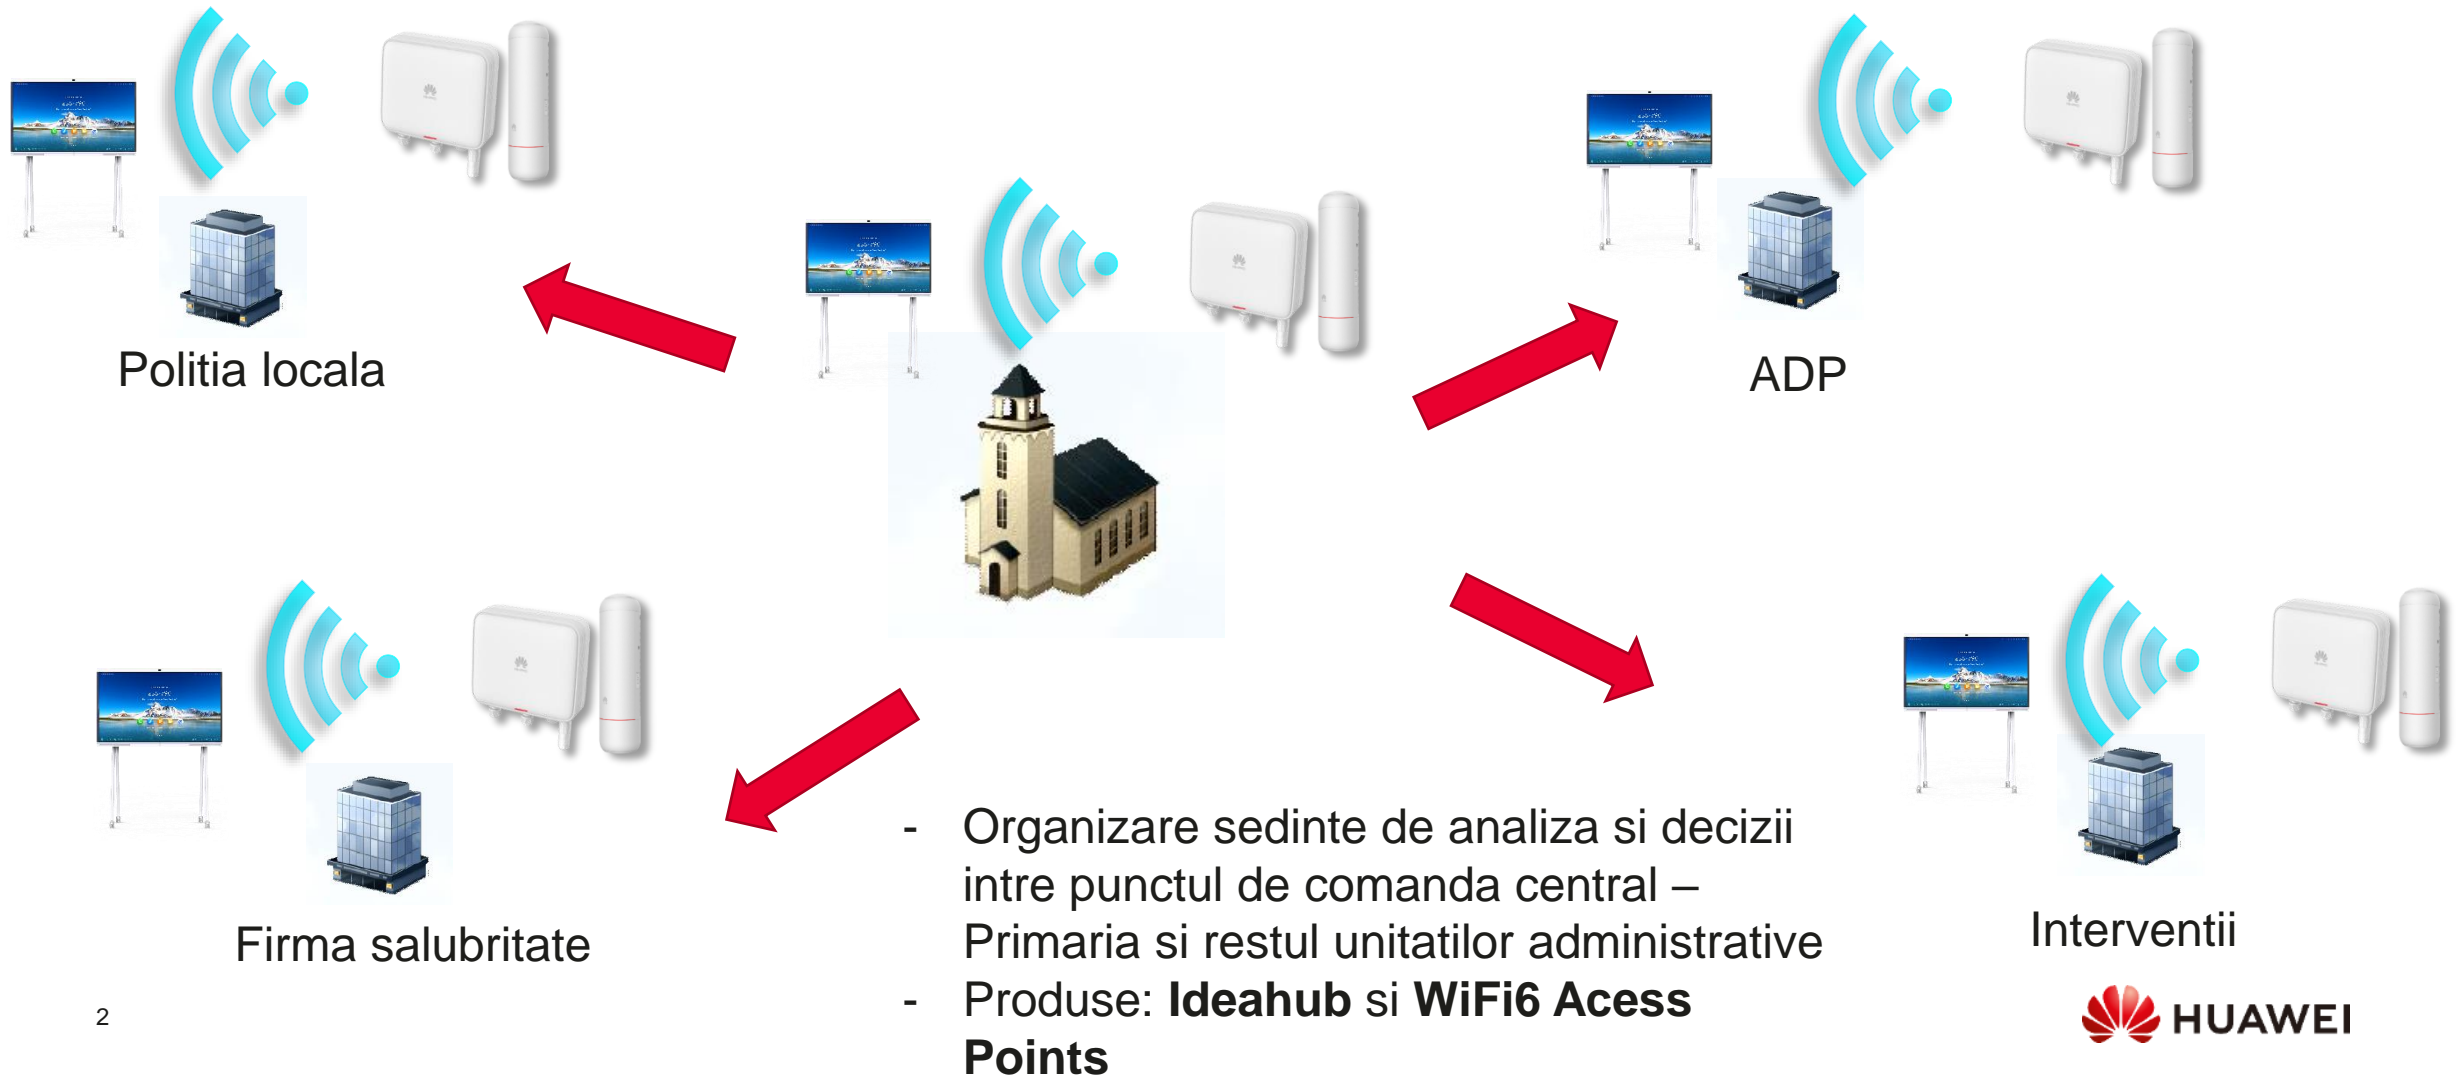 Politia locala
ADP
Firma salubritate
Interventii
- Organizare sedinte de analiza si decizii
intre punctul de comanda central –
Primaria si restul unitatilor administrative
- Produse: Ideahub si WiFi6 Acess
Points
2
HUAWEI